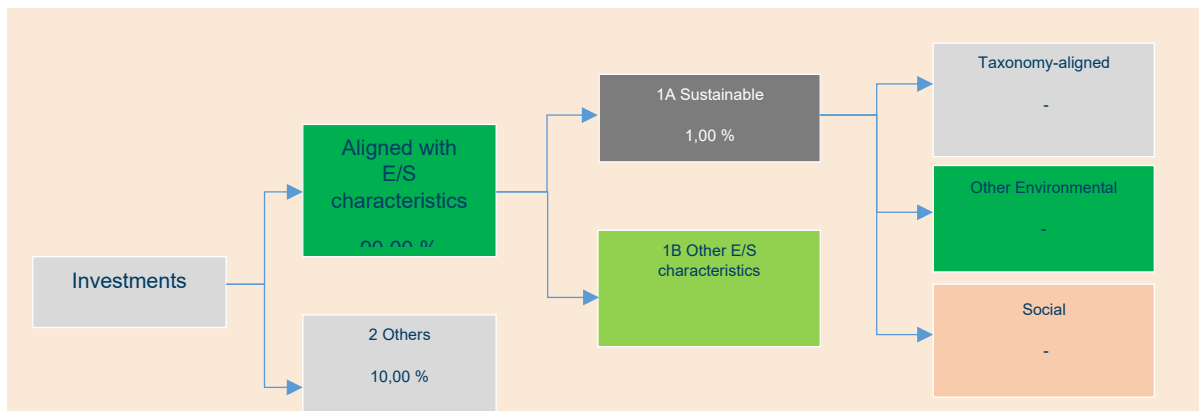 Investments
Aligned with
E/S
characteristics
%
2 Others
10,00 %
1A Sustainable
1,00 %
1B Other E/S
characteristics
Taxonomy-aligned
-
Other Environmental
-
Social
-